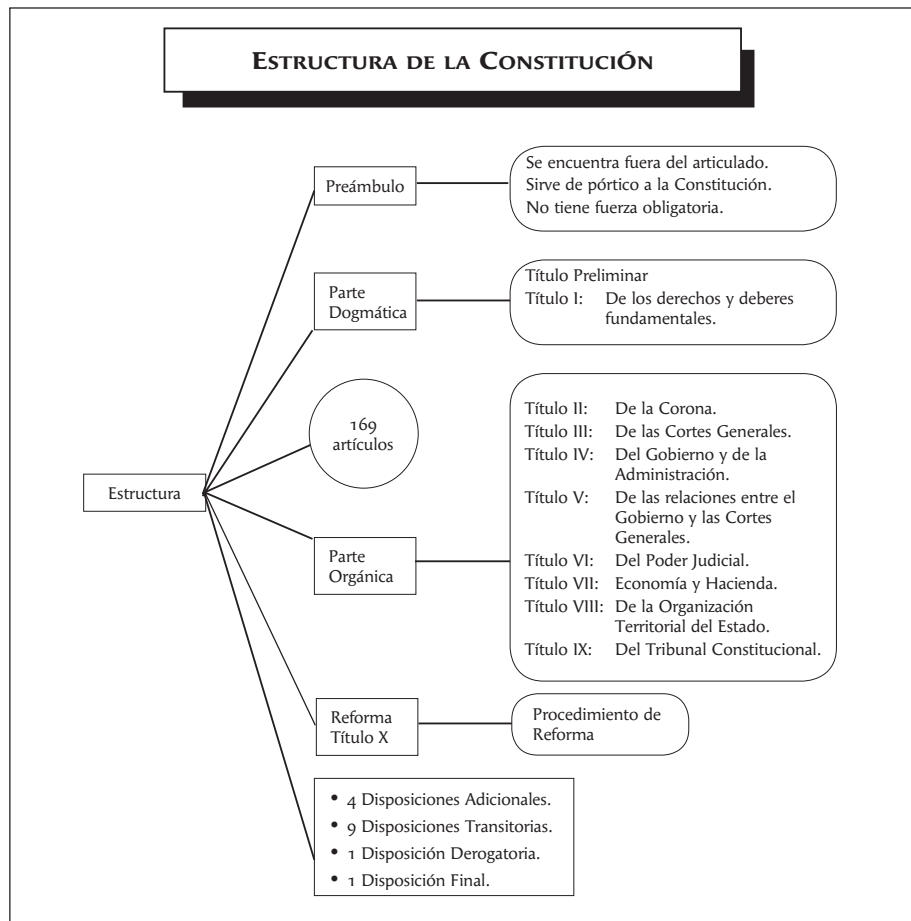 ESTRUCTURA DE LA CONSTITUCIÓN
Preámbulo
Se encuentra fuera del articulado.
Sirve de pórtico a la Constitución.
No tiene fuerza obligatoria.
Parte
Dogmática
Título Preliminar
Título I: De los derechos y deberes
fundamentales.
169
artículos
Estructura
Parte
Orgánica
Título II: De la Corona.
Título III: De las Cortes Generales.
Título IV: Del Gobierno y de la
Administración.
Título V: De las relaciones entre el
Gobierno y las Cortes
Generales.
Título VI: Del Poder Judicial.
Título VII: Economía y Hacienda.
Título VIII: De la Organización
Territorial del Estado.
Título IX: Del Tribunal Constitucional.
Reforma
Título X
Procedimiento de
Reforma
• 4 Disposiciones Adicionales.
• 9 Disposiciones Transitorias.
• 1 Disposición Derogatoria.
• 1 Disposición Final.